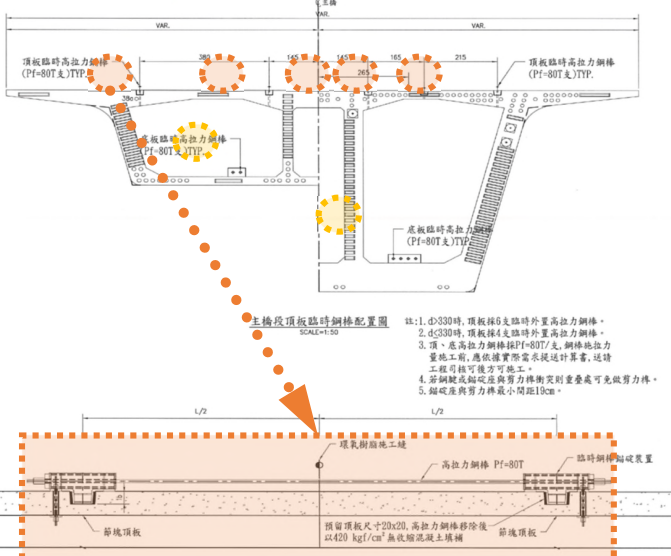 主橋
VAR.
VAR.
VAR.
頂板臨時高拉力鋼棒
(Pf=80T支)TYP.
380
145
145
165
215
265
頂板臨時高拉力鋼棒
(Pf=80T支)TYP.
底板臨時高拉力鋼棒
(Pf=80T支)TYP.
底板臨時高拉力鋼棒
(Pf=80T支)TYP.
主橋段頂板臨時鋼棒配置圖
SCALE=1:50
註:1. d>330時,頂板採6支臨時外置高拉力鋼棒。
2. d≤330時,頂板採4支臨時外置高拉力鋼棒。
3. 頂、底高拉力鋼棒採Pf=80T/支,鋼棒施拉力
量施工前,應依據實際需求提送計算書,送請
工程司核可後方可施工。
4. 若鋼腱或錨碇座與剪力榫衝突則重疊處可免做剪力榫。
5. 錨碇座與剪力榫最小間距19cm。
L/2
L/2
環氧樹脂施工縫
高拉力鋼棒 Pf=80T
臨時鋼棒錨碇裝置
節塊頂板
預留頂板尺寸20x20,高拉力鋼棒移除後
以420 kgf/cm²無收縮混凝土填補
節塊頂板